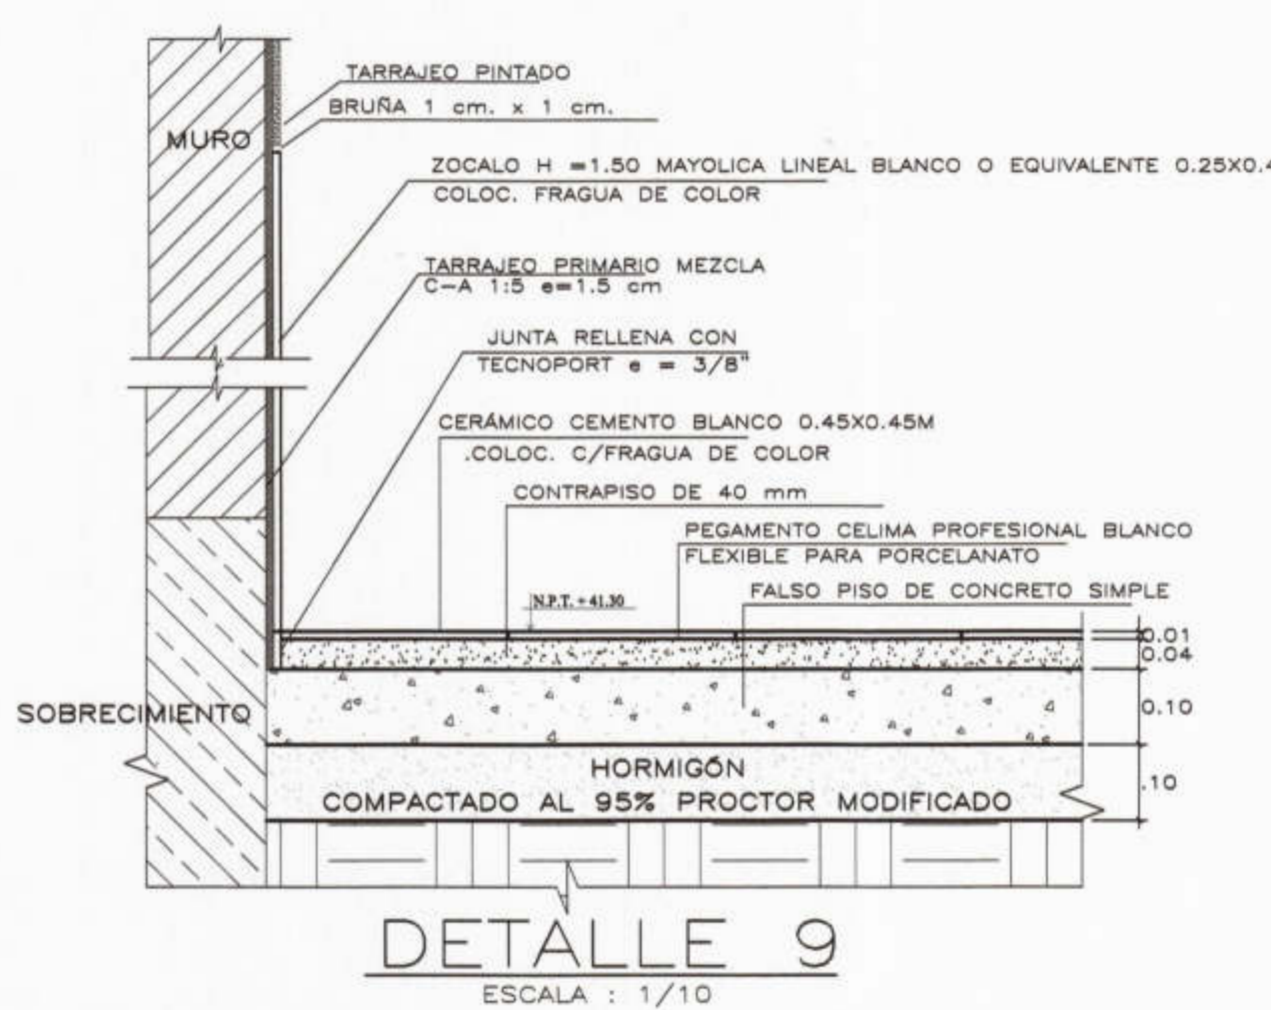 TARRAJEO PINTADO
BRUÑA 1 cm. x 1 cm.
MURO
ZOCALO H =1.50 MAYOLICA LINEAL BLANCO O EQUIVALENTE
COLOC. FRAGUA DE COLOR
TARRAJEO PRIMARIO MEZCLA
C-A 1:5 e=1.5 cm
JUNTA RELLENA CON
TECNOPORT e = 3/8"
CERÁMICO CEMENTO BLANCO 0.45X0.45M
.COLOC. C/FRAGUA DE COLOR
CONTRAPISO DE 40 mm
PEGAMENTO CELIMA PROFESIONAL BLANCO
FLEXIBLE PARA PORCELANATO
FALSO PISO DE CONCRETO SIMPLE
N.P.T. + 41.30
0.01
0.04
SOBRECIMIENTO
0.10
HORMIGÓN
.10
COMPACTADO AL 95% PROCTOR MODIFICADO
DETALLE 9
ESCALA : 1/10